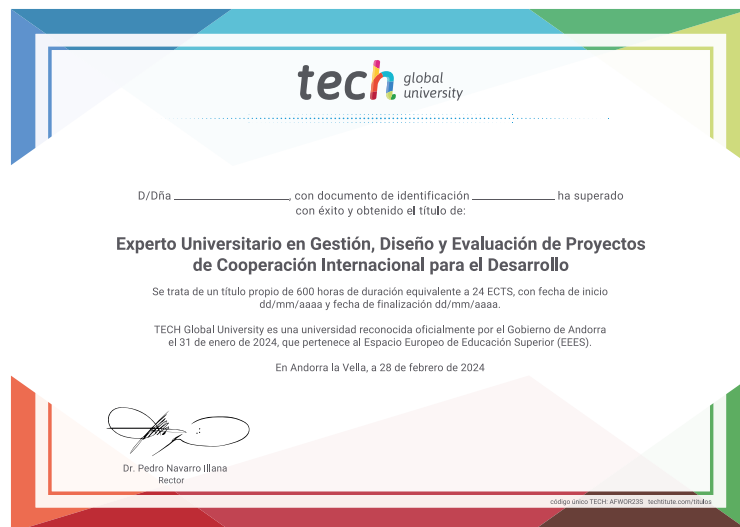 tech global university
D/Dña ____________, con documento de identificación ____________ ha superado
con éxito y obtenido el título de:
Experto Universitario en Gestión, Diseño y Evaluación de Proyectos
de Cooperación Internacional para el Desarrollo
Se trata de un título propio de 600 horas de duración equivalente a 24 ECTS, con fecha de inicio
dd/mm/aaaa y fecha de finalización dd/mm/aaaa.
TECH Global University es una universidad reconocida oficialmente por el Gobierno de Andorra
el 31 de enero de 2024, que pertenece al Espacio Europeo de Educación Superior (EEES).
En Andorra la Vella, a 28 de febrero de 2024
Dr. Pedro Navarro Illana
Rector
código único TECH: AFWOR23S techtitute.com/titulos